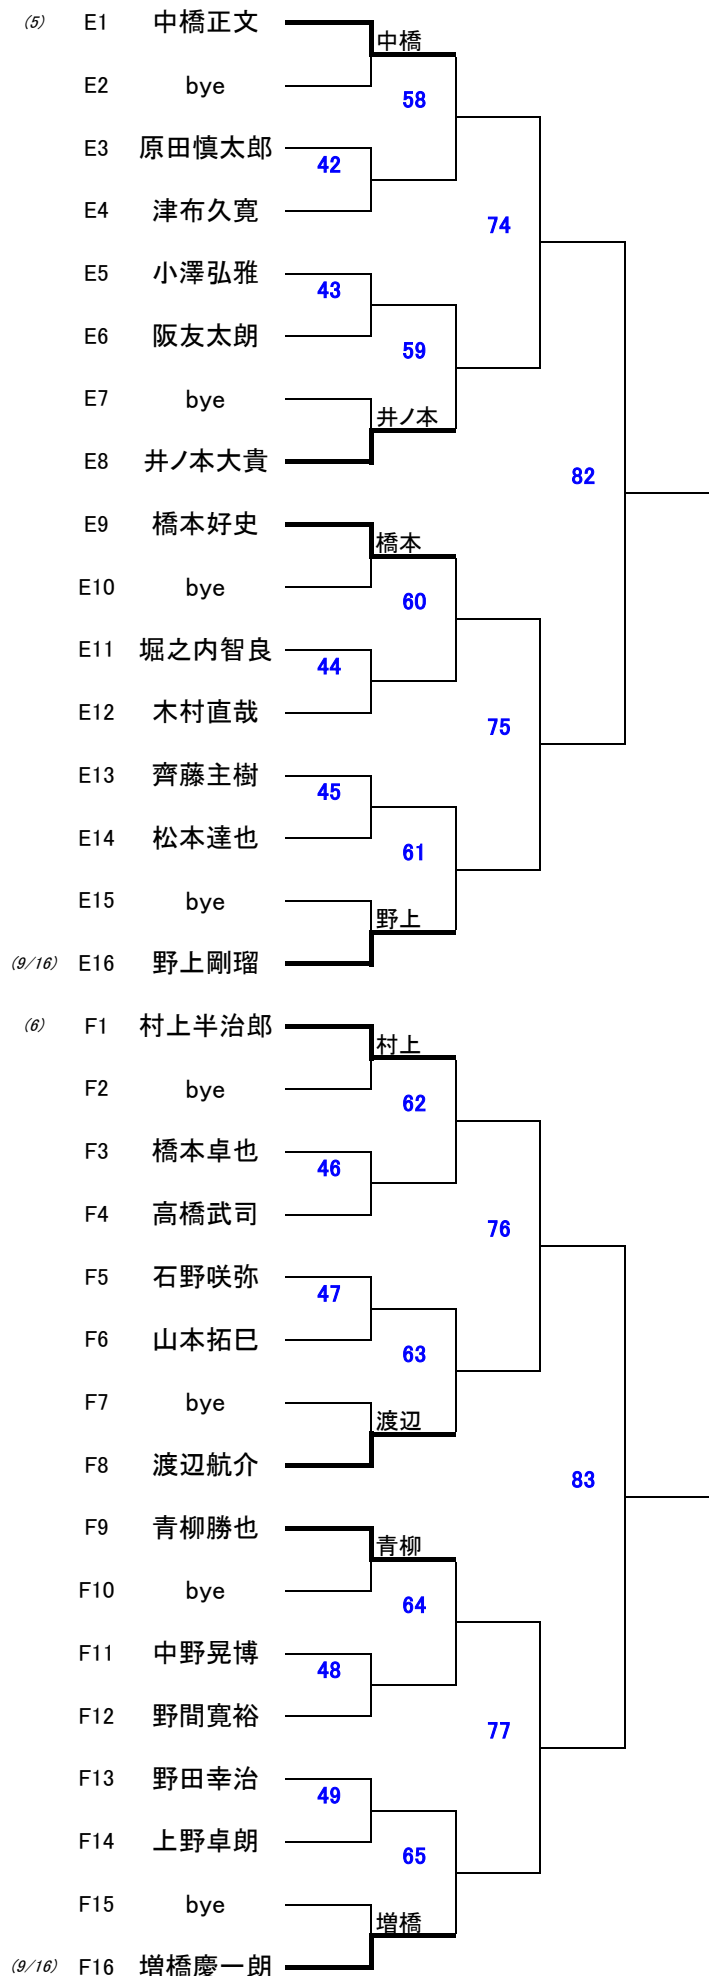 (5) E1 中橋正文
中橋
E2 bye
58
E3 原田慎太郎
42
E4 津布久寛
74
E5 小澤弘雅
43
E6 阪友太朗
59
E7 bye
井ノ本
E8 井ノ本大貴
82
E9 橋本好史
橋本
E10 bye
60
E11 堀之内智良
44
E12 木村直哉
75
E13 齊藤主樹
45
E14 松本達也
61
E15 bye
野上
(9/16) E16 野上剛瑠
(6) F1 村上半治郎
村上
F2 bye
62
F3 橋本卓也
46
F4 高橋武司
76
F5 石野咲弥
47
F6 山本拓巳
63
F7 bye
渡辺
F8 渡辺航介
83
F9 青柳勝也
青柳
F10 bye
64
F11 中野晃博
48
F12 野間寛裕
77
F13 野田幸治
49
F14 上野卓朗
65
F15 bye
増橋
(9/16) F16 増橋慶一朗